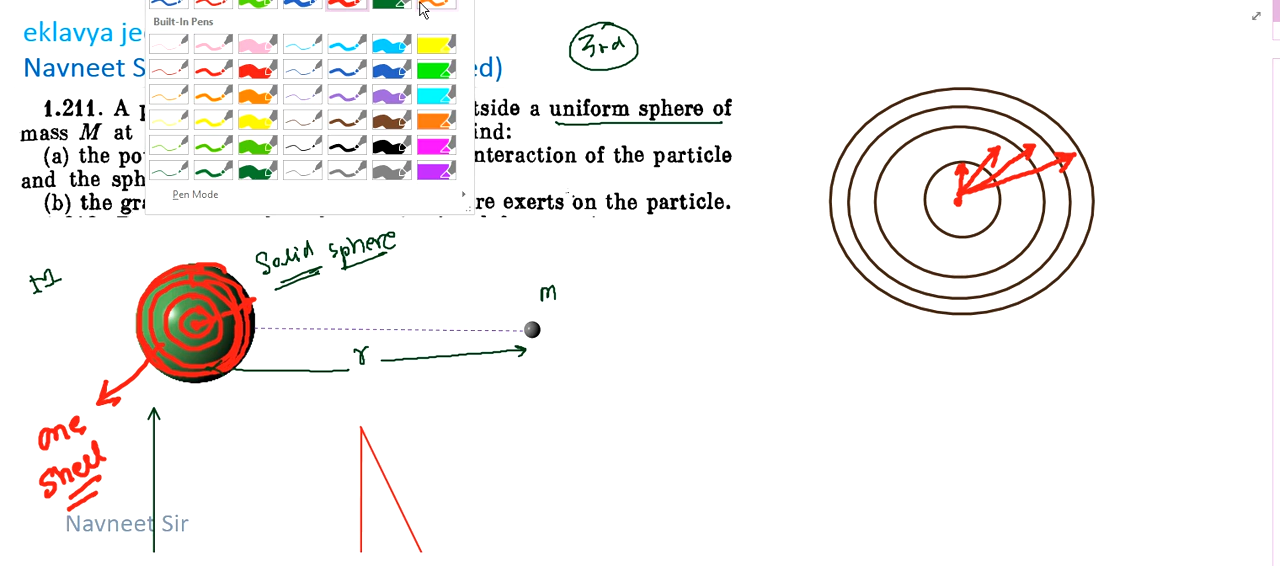 eklavya je
Built-In Pens
3rd
Navneet S
ed)
1.211. A p tside a uniform sphere of
mass M at ind:
(a) the po nteraction of the particle
and the sph
Pen Mode
(b) the gra re exerts on the particle.
Solid sphere
M
m
r
one
shell
Navneet Sir